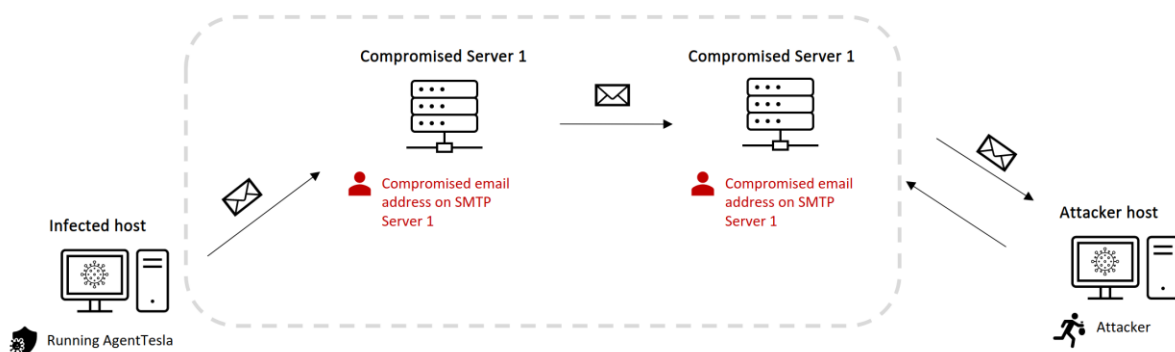 Compromised Server 1
Compromised Server 1
Compromised email
address on SMTP
Server 1
Compromised email
address on SMTP
Server 1
Infected host
Attacker host
Running AgentTesla
Attacker